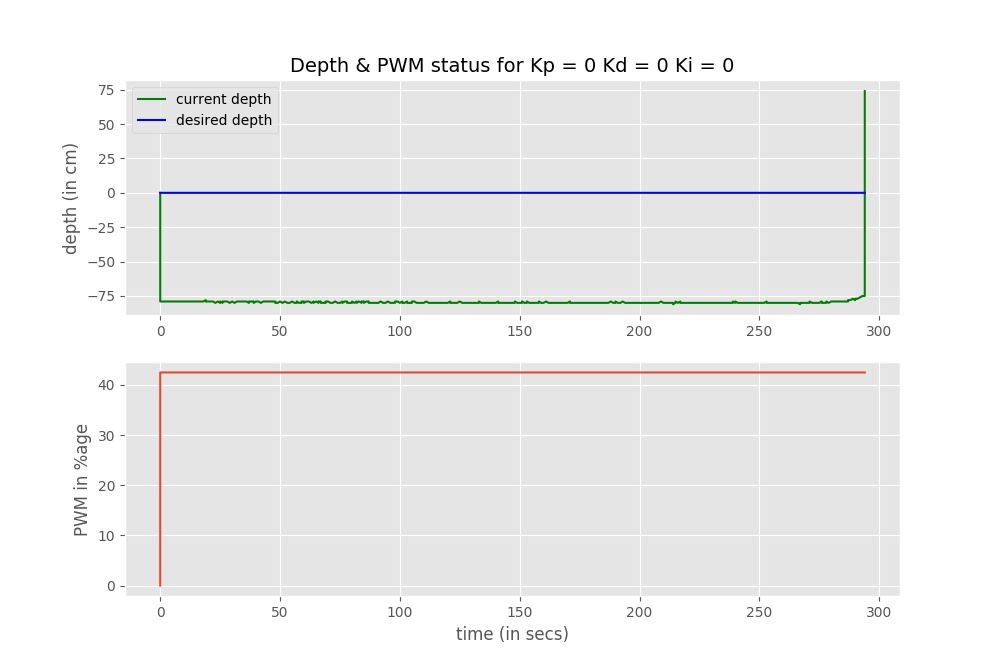 Depth & PWM status for Kp = 0 Kd = 0 Ki = 0
current depth
desired depth
depth (in cm)
75
50
25
0
−25
−50
−75
0 50 100 150 200 250 300
PWM in %age
40
30
20
10
0
0 50 100 150 200 250 300
time (in secs)